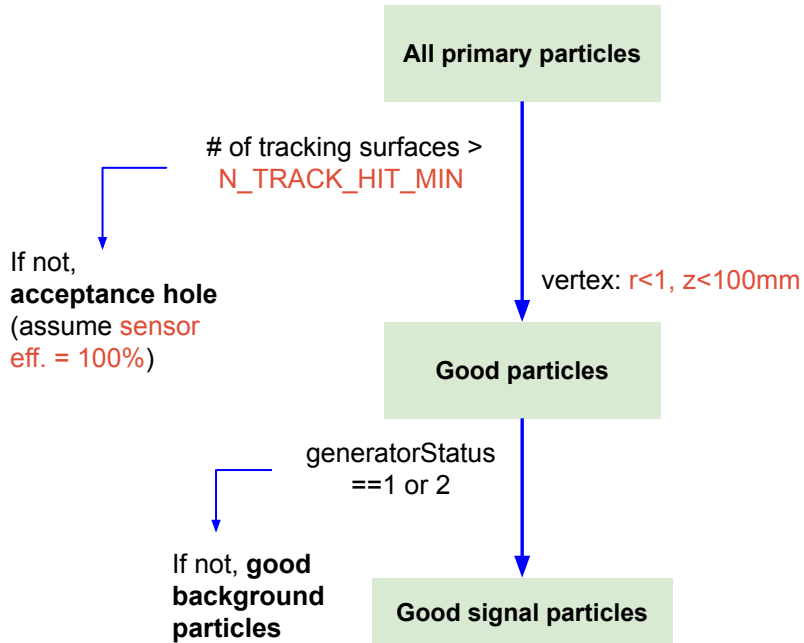 All primary particles
# of tracking surfaces >
N_TRACK_HIT_MIN
If not,
acceptance hole
(assume sensor
eff. = 100%)
vertex: r<1, z<100mm
Good particles
generatorStatus
==1 or 2
If not, good
background
particles
Good signal particles